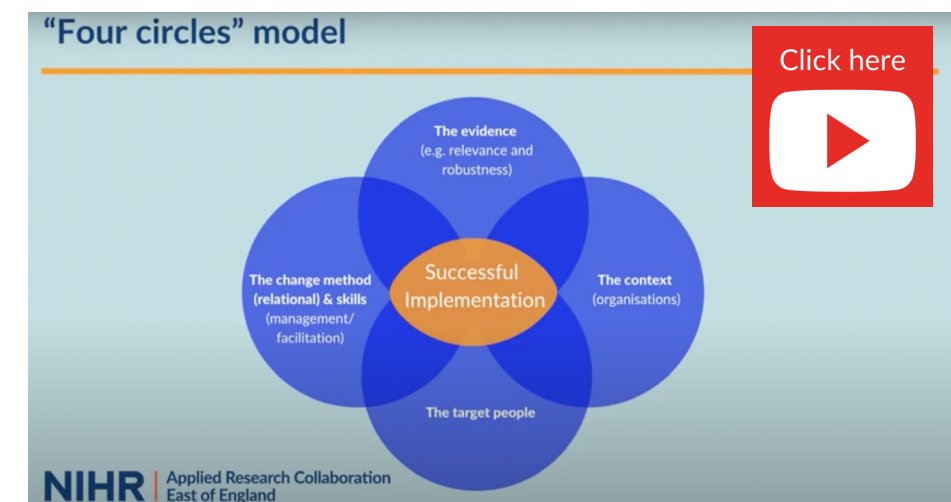 “Four circles” model
Click here
The evidence
(e.g. relevance and
robustness)
The change method
(relational) & skills
(management/
facilitation)
Successful
Implementation
The context
(organisations)
The target people
NIHR | Applied Research Collaboration
East of England